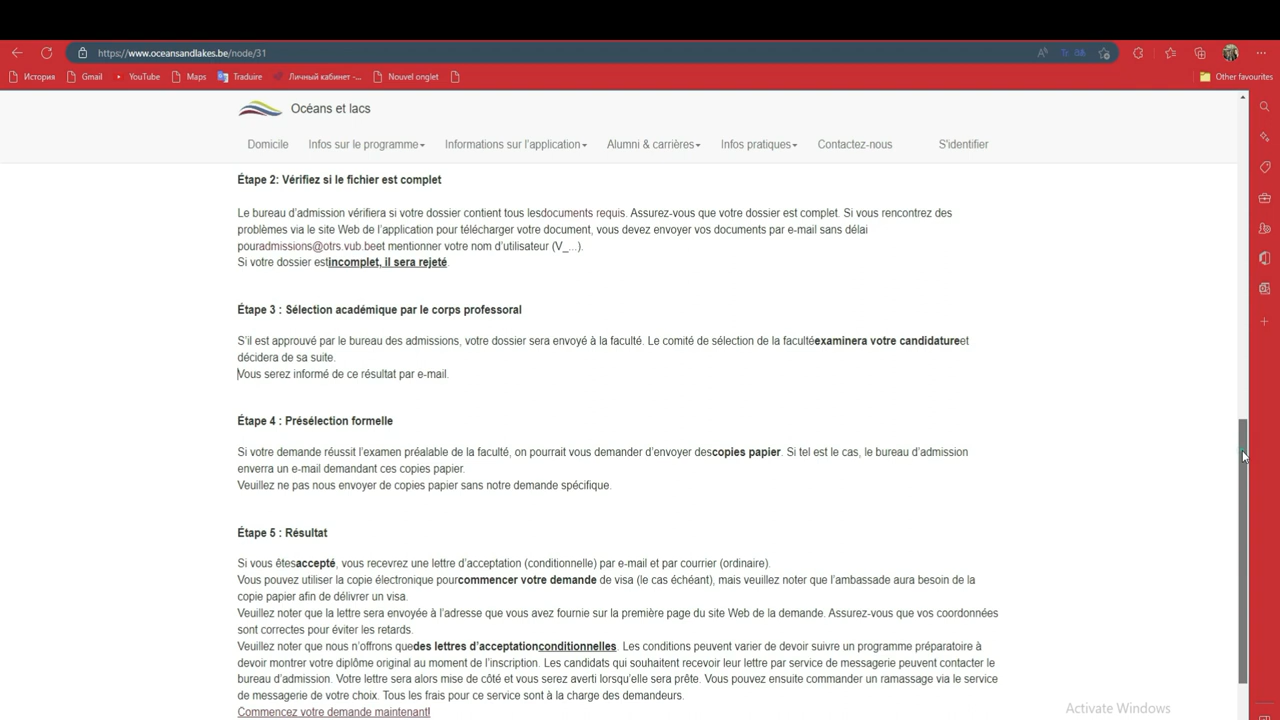 https://www.oceansandlakes.be/node/31
История Gmail YouTube Maps Traduire Личный кабинет -... Nouvel onglet Other favourites
Océans et lacs
Domicile Infos sur le programme Informations sur l'application Alumni & carrières Infos pratiques Contactez-nous S'identifier
Étape 2: Vérifiez si le fichier est complet
Le bureau d'admission vérifiera si votre dossier contient tous lesdocuments requis. Assurez-vous que votre dossier est complet. Si vous rencontrez des
problèmes via le site Web de l'application pour télécharger votre document, vous devez envoyer vos documents par e-mail sans délai
pouradmissions@otrs.vub.beet mentionner votre nom d'utilisateur (V_...).
Si votre dossier estincomplet, il sera rejeté.
Étape 3 : Sélection académique par le corps professoral
S'il est approuvé par le bureau des admissions, votre dossier sera envoyé à la faculté. Le comité de sélection de la facultéexaminera votre candidatureet
décidera de sa suite.
Vous serez informé de ce résultat par e-mail.
Étape 4 : Présélection formelle
Si votre demande réussit l'examen préalable de la faculté, on pourrait vous demander d'envoyer descopies papier. Si tel est le cas, le bureau d'admission
enverra un e-mail demandant ces copies papier.
Veuillez ne pas nous envoyer de copies papier sans notre demande spécifique.
Étape 5 : Résultat
Si vous êtesaccepté, vous recevrez une lettre d'acceptation (conditionnelle) par e-mail et par courrier (ordinaire).
Vous pouvez utiliser la copie électronique pourcommencer votre demande de visa (le cas échéant), mais veuillez noter que l'ambassade aura besoin de la
copie papier afin de délivrer un visa.
Veuillez noter que la lettre sera envoyée à l'adresse que vous avez fournie sur la première page du site Web de la demande. Assurez-vous que vos coordonnées
sont correctes pour éviter les retards.
Veuillez noter que nous n'offrons quedes lettres d'acceptationconditionnelles. Les conditions peuvent varier de devoir suivre un programme préparatoire à
devoir montrer votre diplôme original au moment de l'inscription. Les candidats qui souhaitent recevoir leur lettre par service de messagerie peuvent contacter le
bureau d'admission. Votre lettre sera alors mise de côté et vous serez averti lorsqu'elle sera prête. Vous pouvez ensuite commander un ramassage via le service
de messagerie de votre choix. Tous les frais pour ce service sont à la charge des demandeurs.
Commencez votre demande maintenant!
Activate Windows